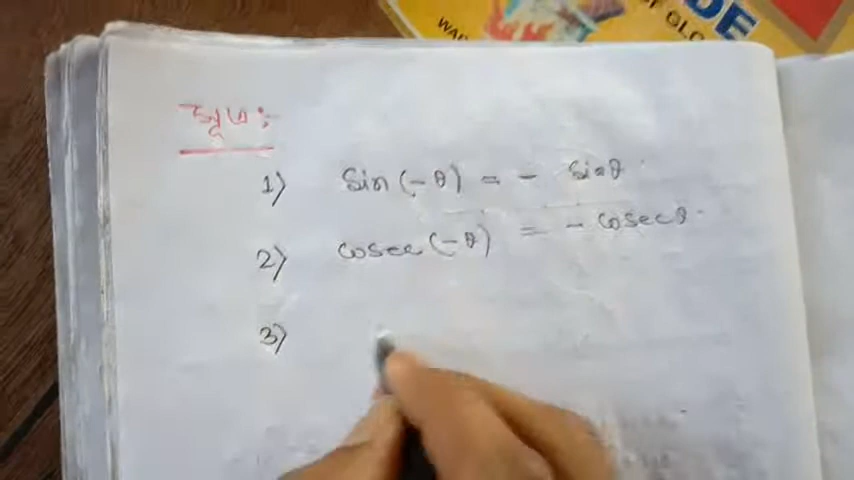 সূত্র :-
1) Sin (-θ) = - Sinθ
2) Cosec (-θ) = - Cosecθ
3)